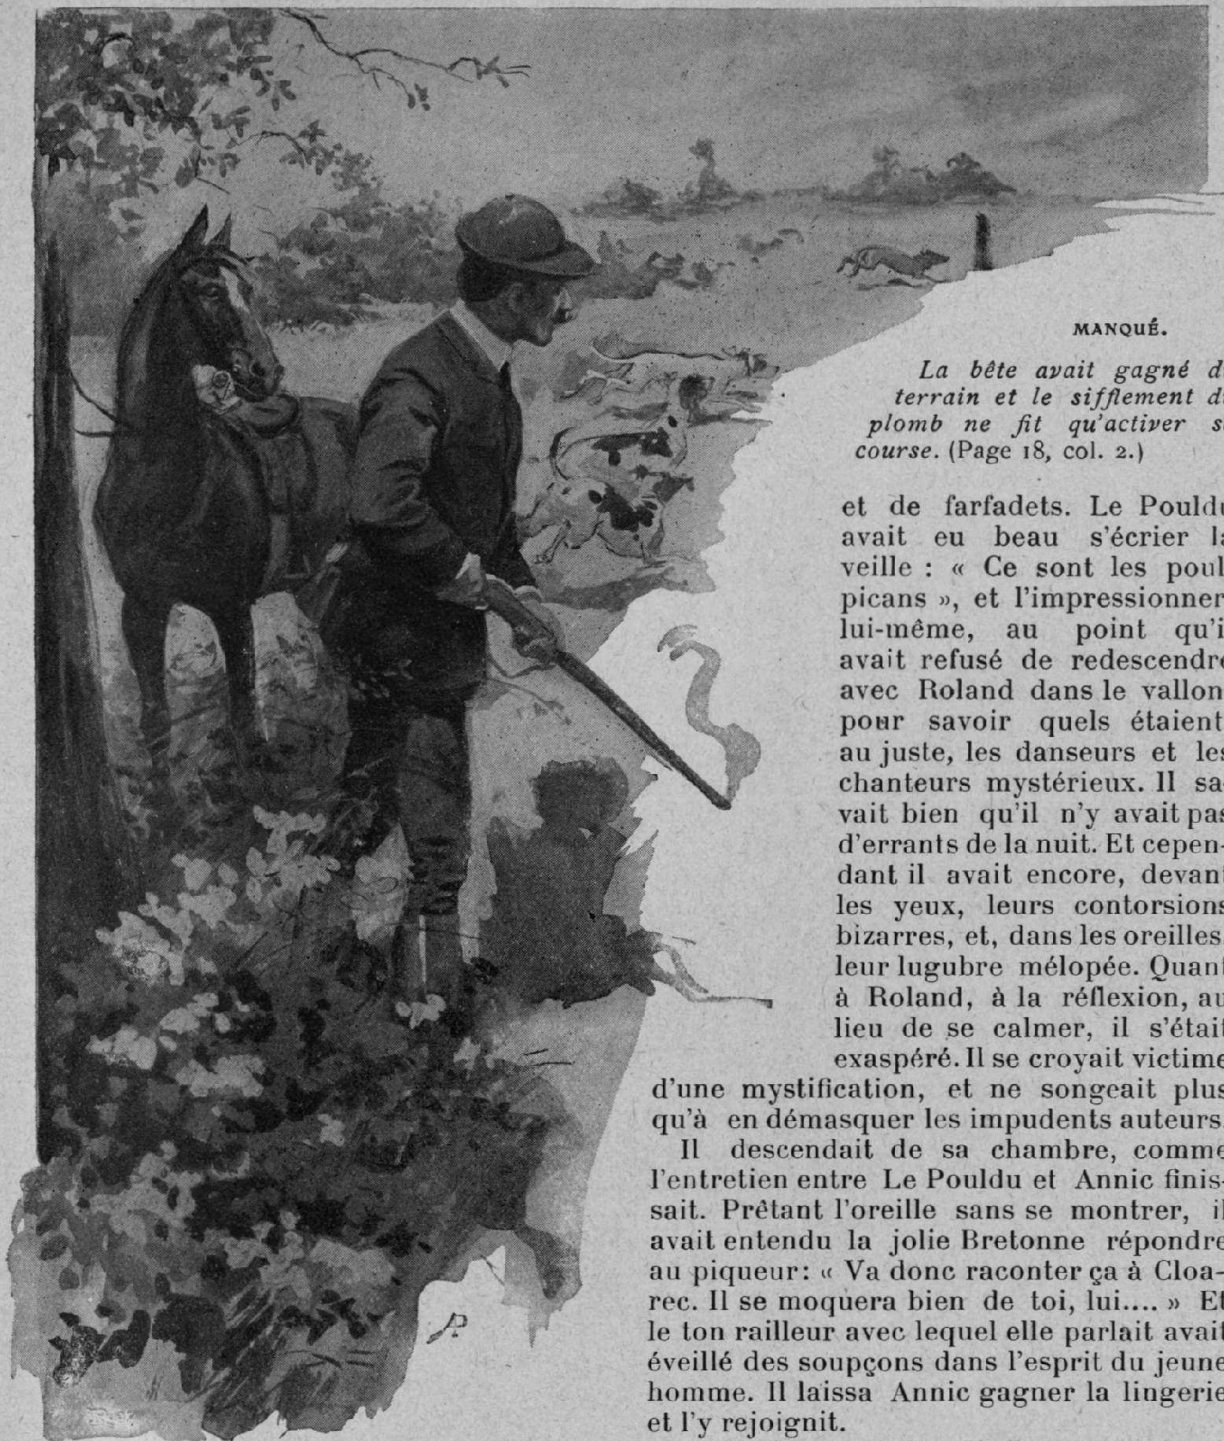 MANQUÉ.
La bête avait gagné d
terrain et le sifflement d
plomb ne fit qu'activer s
course. (Page 18, col. 2.)
et de farfadets. Le Pouldu
avait eu beau s'écrier la
veille : « Ce sont les poul
picans », et l'impressionner
lui-même, au point qu'i
avait refusé de redescendre
avec Roland dans le vallon
pour savoir quels étaient
au juste, les danseurs et les
chanteurs mystérieux. Il sa-
vait bien qu'il n'y avait pas
d'errants de la nuit. Et cepen-
dant il avait encore, devant
les yeux, leurs contorsions
bizarres, et, dans les oreilles,
leur lugubre mélopée. Quant
à Roland, à la réflexion, au
lieu de se calmer, il s'était
exaspéré. Il se croyait victime
d'une mystification, et ne songeait plus
qu'à en démasquer les impudents auteurs.
Il descendait de sa chambre, comme
l'entretien entre Le Pouldu et Annic finis-
sait. Prêtant l'oreille sans se montrer, il
avait entendu la jolie Bretonne répondre
au piqueur: « Va donc raconter ça à Cloa-
rec. Il se moquera bien de toi, lui.... » Et
le ton railleur avec lequel elle parlait avait
éveillé des soupçons dans l'esprit du jeune
homme. Il laissa Annic gagner la lingerie
et l'y rejoignit.